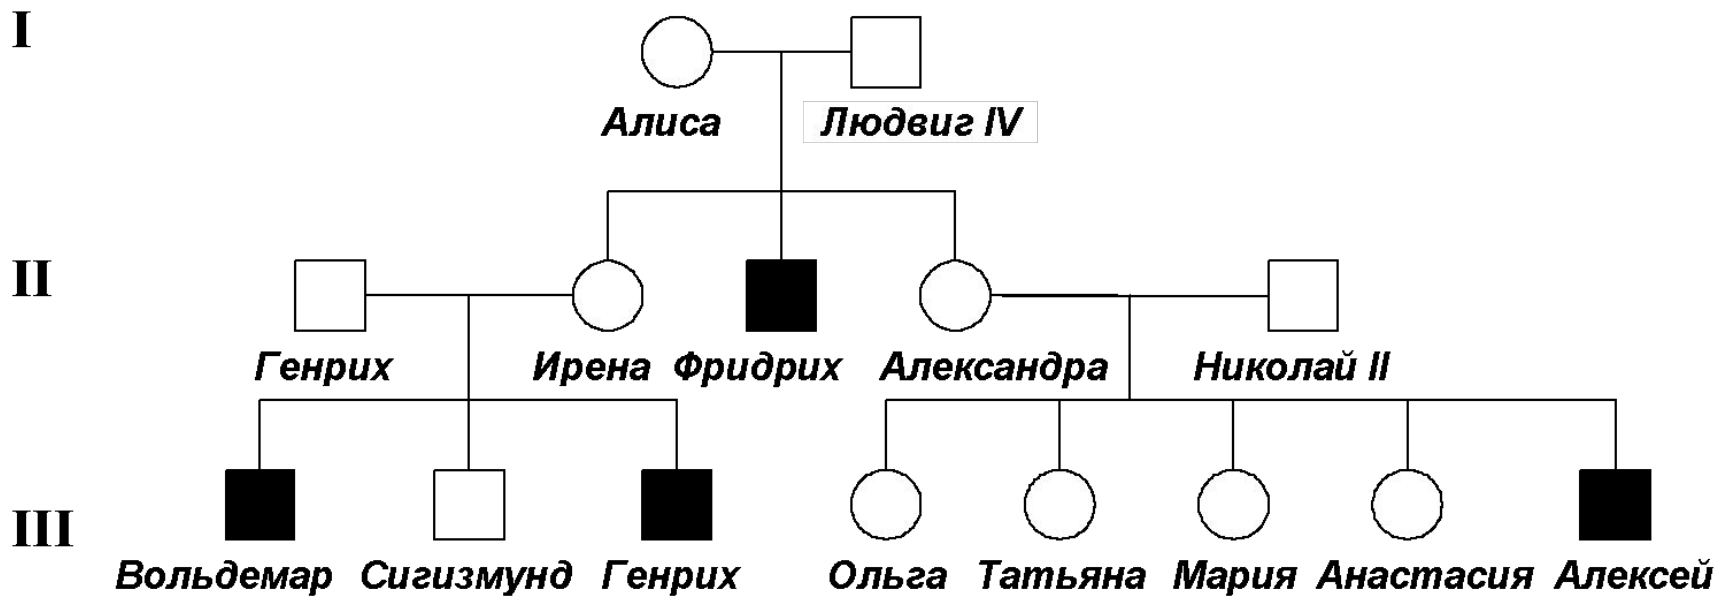 I
Алиса Людвиг IV
II
Генрих Ирена Фридрих Александра Николай II
III
Вольдемар Сигизмунд Генрих Ольга Татьяна Мария Анастасия Алексей